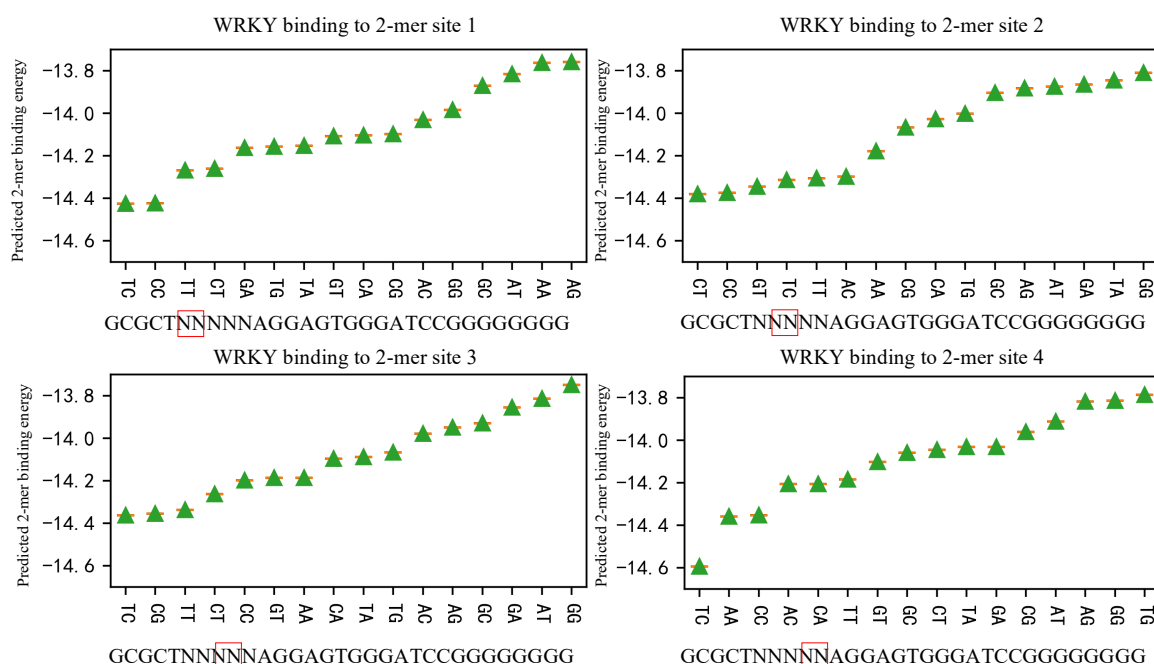 WRKY binding to 2-mer site 1
Predicted 2-mer binding energy
−13.8
−14.0
−14.2
−14.4
−14.6
TC CC TT CT GA GT TA TG CA CG AC GG GC AT AA AG
GCGCTNNNNNAGGAGTGGGATCCGGGGGGGG
WRKY binding to 2-mer site 2
Predicted 2-mer binding energy
−13.8
−14.0
−14.2
−14.4
−14.6
CT CC GT TC TT AC AA CG CA TG GC AG AT GA TA GG
GCGCTNNNNNAGGAGTGGGATCCGGGGGGGG
WRKY binding to 2-mer site 3
Predicted 2-mer binding energy
−13.8
−14.0
−14.2
−14.4
−14.6
TC CG TT CT CC GT AA CA TA TG AC AG GC GA AT GG
GCGCTNNNNNAGGAGTGGGATCCGGGGGGGG
WRKY binding to 2-mer site 4
Predicted 2-mer binding energy
−13.8
−14.0
−14.2
−14.4
−14.6
TC AA CC AC CA TT GT GC CT TA GA CG AT AG GG TG
GCGCTNNNNNAGGAGTGGGATCCGGGGGGGG